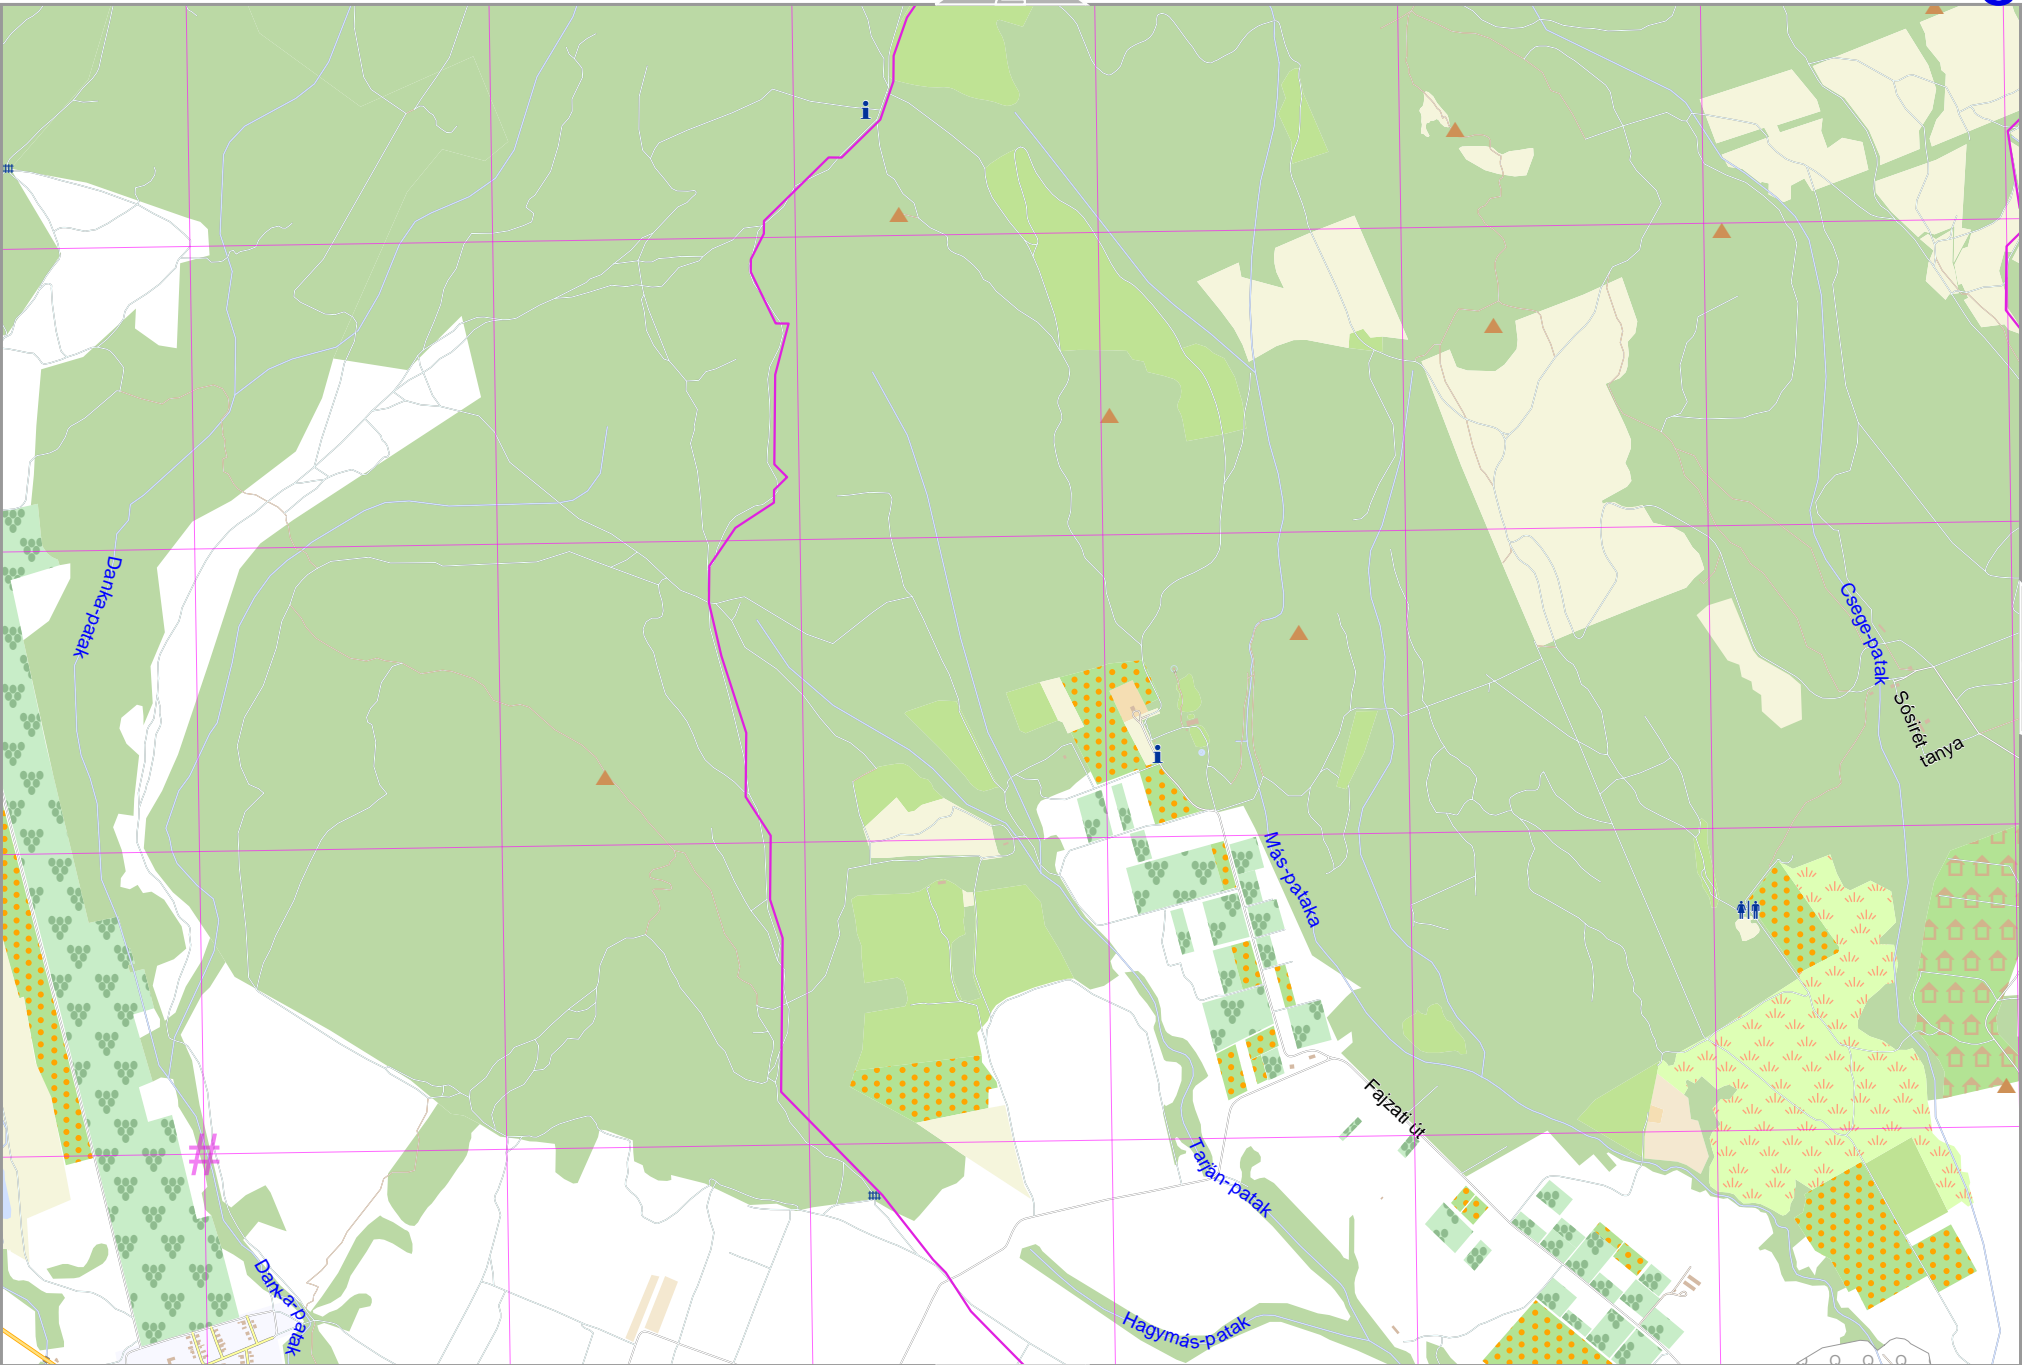 Danka-patak
Csege-patak
Sósirét
tanya
Más-pataka
Fajzati út
Tarján-patak
Danka-patak
Hagymás-patak